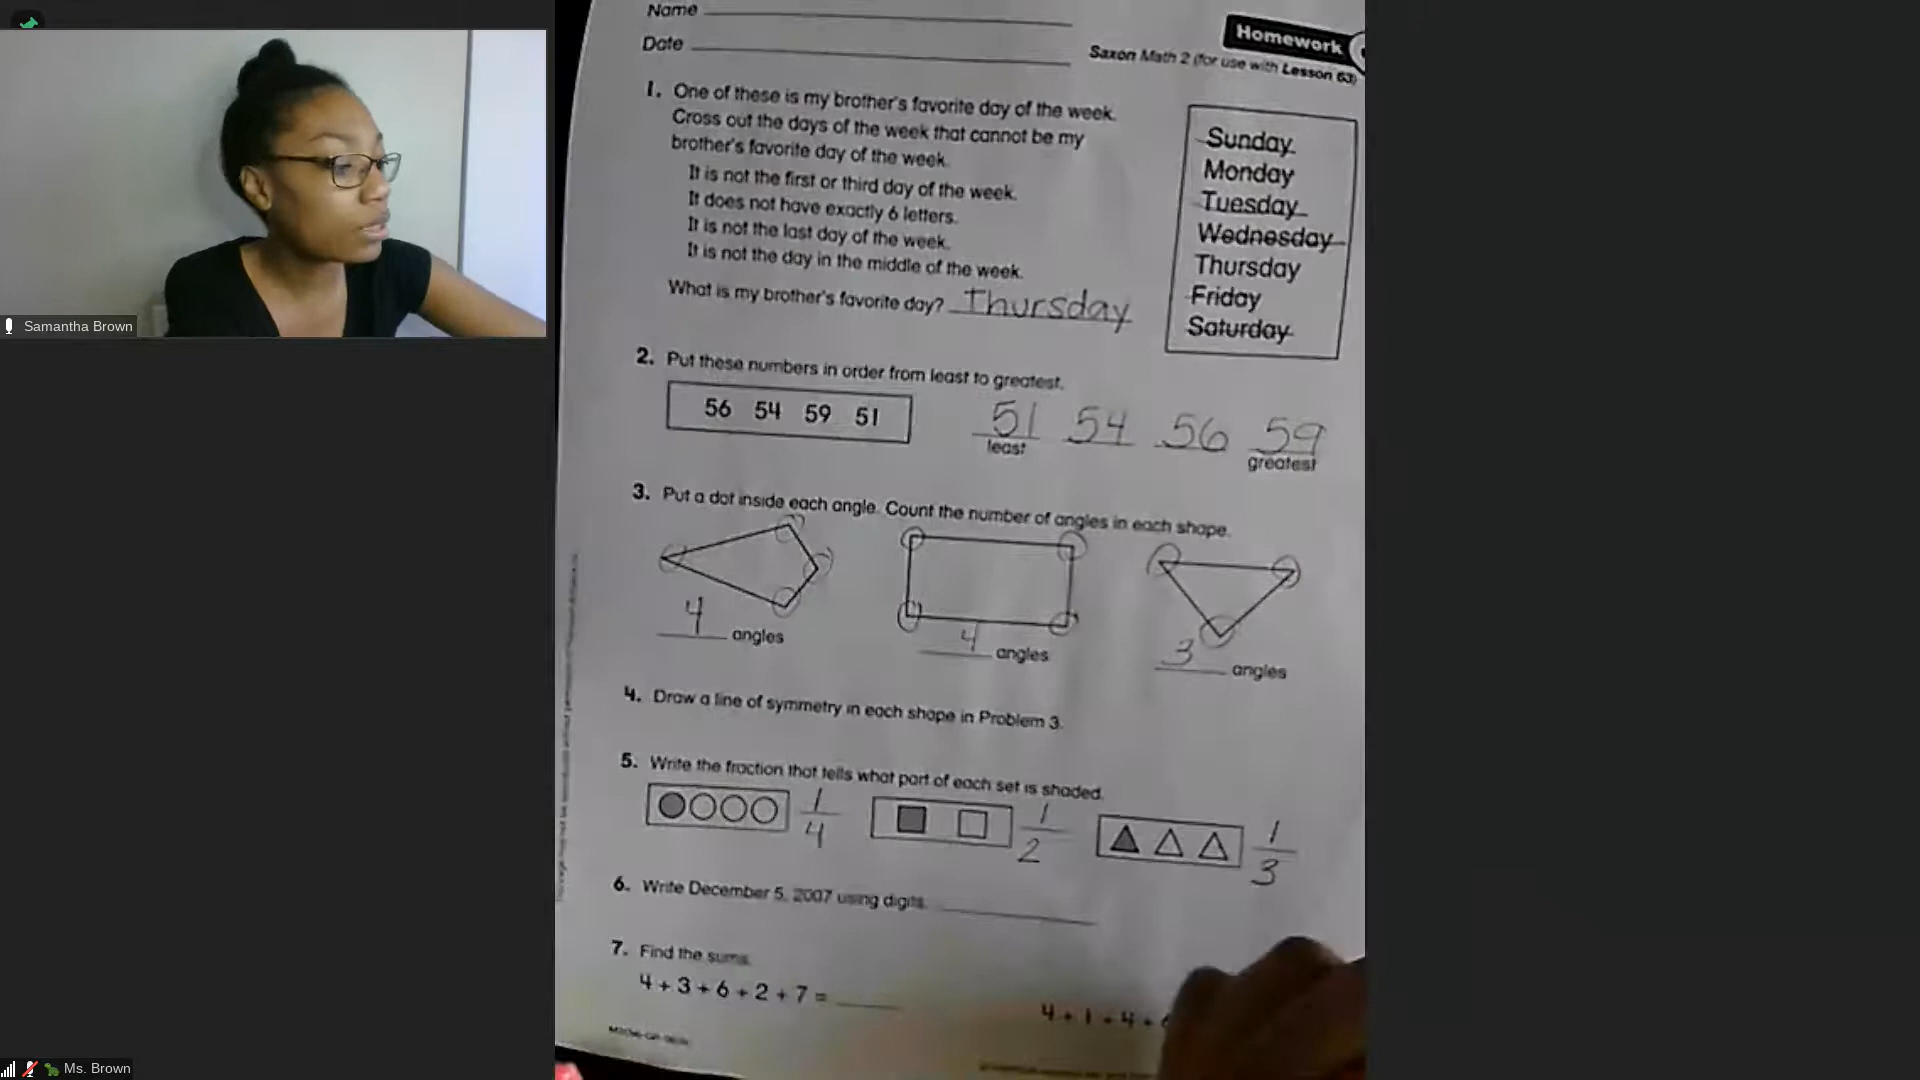 Name
Date
Homework
Saxon Math 2 (for use with Lesson 63)
1. One of these is my brother's favorite day of the week.
Cross out the days of the week that cannot be my
brother's favorite day of the week.
It is not the first or third day of the week.
It does not have exactly 6 letters.
It is not the last day of the week.
It is not the day in the middle of the week.
What is my brother's favorite day? Thursday
Sunday
Monday
Tuesday
Wednesday
Thursday
Friday
Saturday
2. Put these numbers in order from least to greatest.
56 54 59 51
51 54 56 59
least
greatest
3. Put a dot inside each angle. Count the number of angles in each shape.
4 angles
4 angles
3 angles
4. Draw a line of symmetry in each shape in Problem 3.
5. Write the fraction that tells what part of each set is shaded.
1
4
1
2
1
3
6. Write December 5, 2007 using digits.
7. Find the sums.
4 + 3 + 6 + 2 + 7 =
4 + 1 + 4 +
Samantha Brown
Ms. Brown